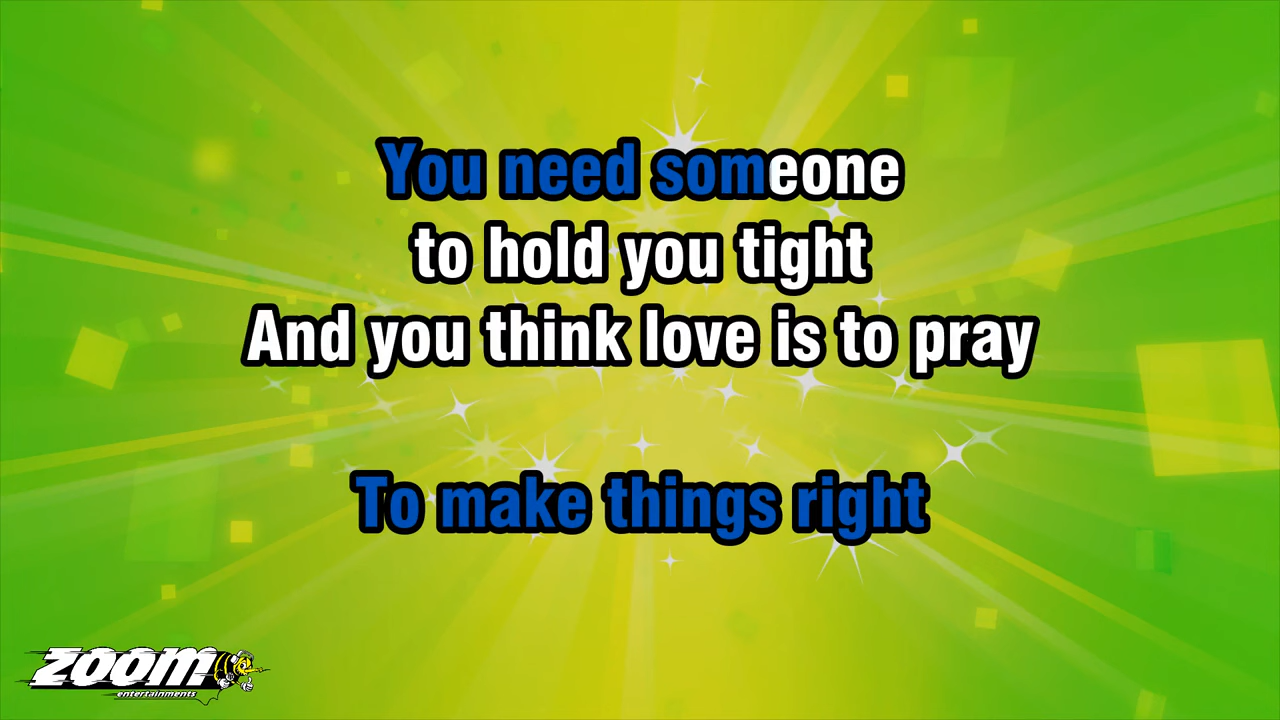 You need someone
to hold you tight
And you think love is to pray
To make things right
ZOOM
entertainments